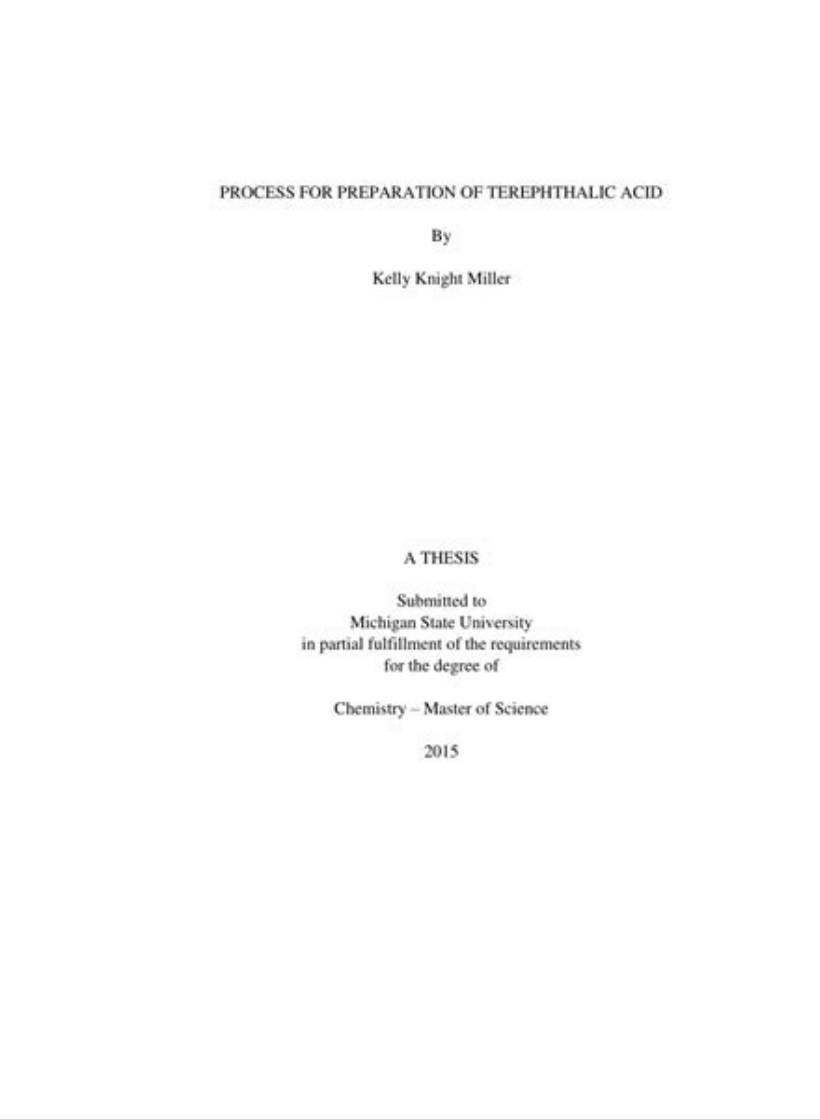 PROCESS FOR PREPARATION OF TEREPHTHALIC ACID
By
Kelly Knight Miller
A THESIS
Submitted to
Michigan State University
in partial fulfillment of the requirements
for the degree of
Chemistry – Master of Science
2015